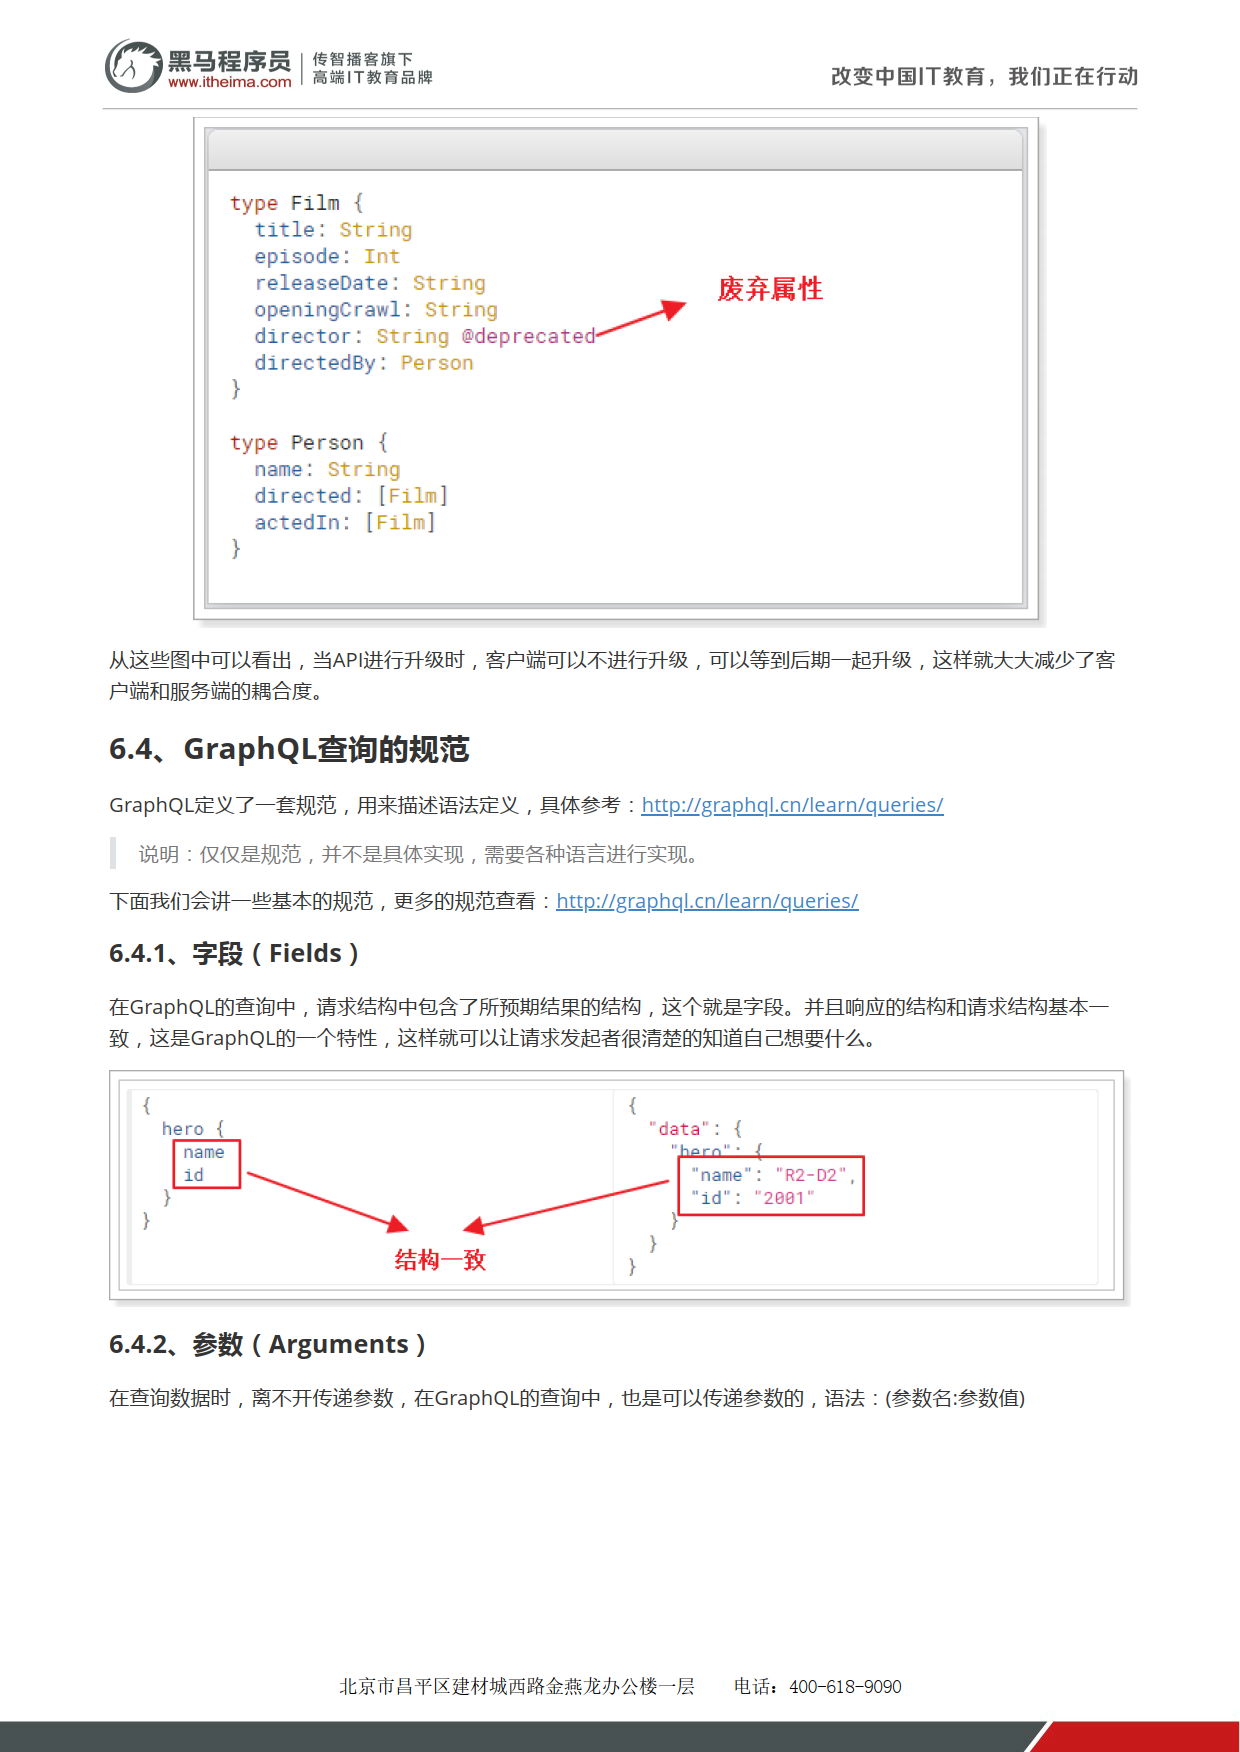 黑马程序员
www.itheima.com
传智播客旗下
高端IT教育品牌
改变中国IT教育，我们正在行动
type Film {
title: String
episode: Int
releaseDate: String
openingCrawl: String
director: String @deprecated
directedBy: Person
}
废弃属性
type Person {
name: String
directed: [Film]
actedIn: [Film]
}
从这些图中可以看出，当API进行升级时，客户端可以不进行升级，可以等到后期一起升级，这样就大大减少了客
户端和服务端的耦合度。
6.4、GraphQL查询的规范
GraphQL定义了一套规范，用来描述语法定义，具体参考：http://graphql.cn/learn/queries/
说明：仅仅是规范，并不是具体实现，需要各种语言进行实现。
下面我们会讲一些基本的规范，更多的规范查看：http://graphql.cn/learn/queries/
6.4.1、字段（Fields）
在GraphQL的查询中，请求结构中包含了所预期结果的结构，这个就是字段。并且响应的结构和请求结构基本一
致，这是GraphQL的一个特性，这样就可以让请求发起者很清楚的知道自己想要什么。
{
hero {
name
id
}
}
{
"data": {
"hero": {
"name": "R2-D2",
"id": "2001"
}
}
}
结构一致
6.4.2、参数（Arguments）
在查询数据时，离不开传递参数，在GraphQL的查询中，也是可以传递参数的，语法：(参数名:参数值)
北京市昌平区建材城西路金燕龙办公楼一层 电话：400-618-9090